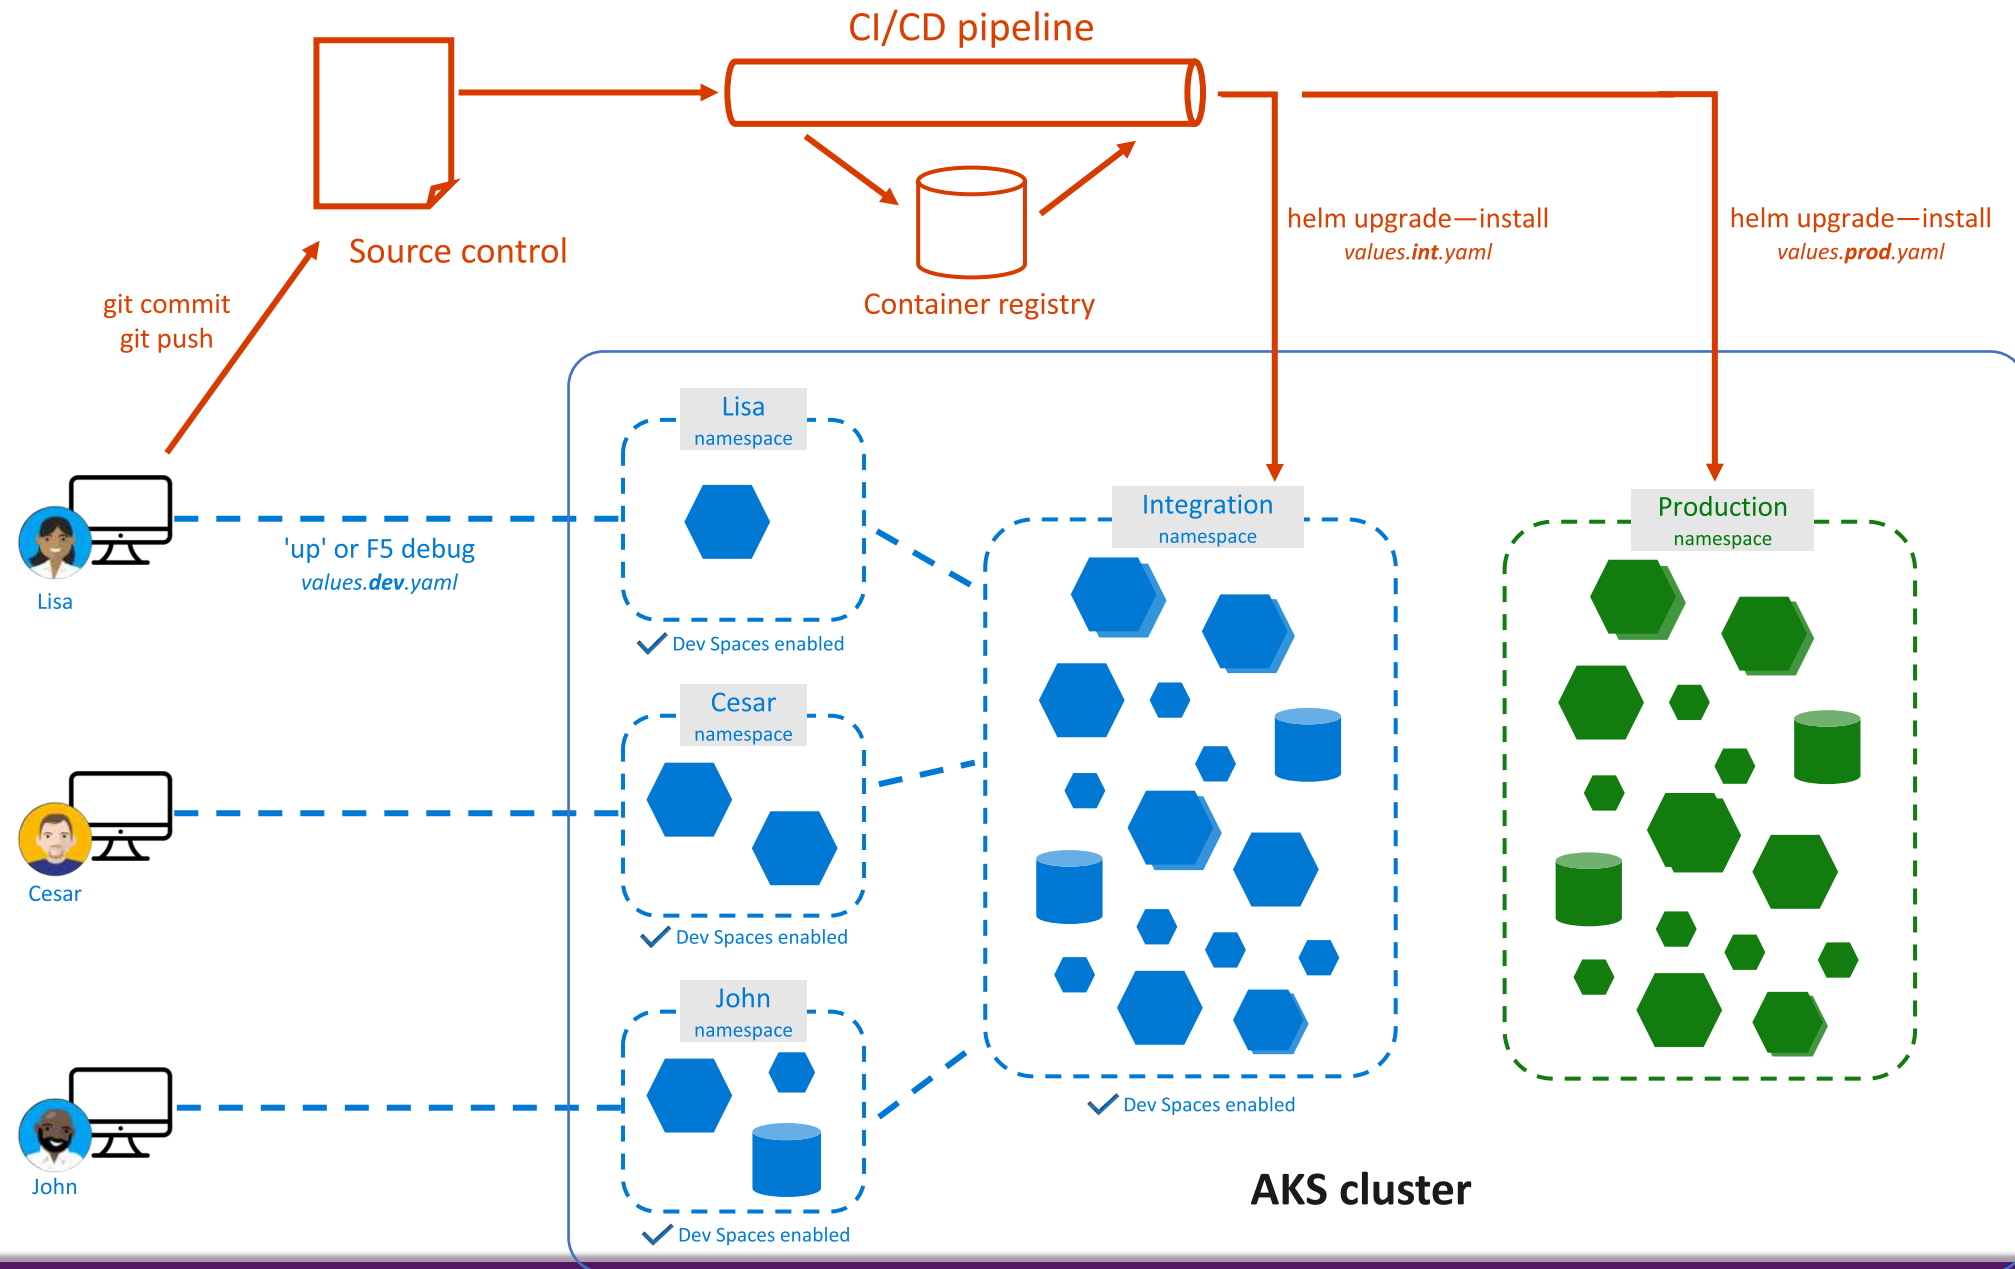 CI/CD pipeline
Source control
helm upgrade—install
values.int.yaml
helm upgrade—install
values.prod.yaml
git commit
git push
Container registry
Lisa
namespace
Integration
namespace
Production
namespace
'up' or F5 debug
values.dev.yaml
Lisa
Dev Spaces enabled
Cesar
namespace
Cesar
Dev Spaces enabled
John
namespace
Dev Spaces enabled
John
AKS cluster
Dev Spaces enabled